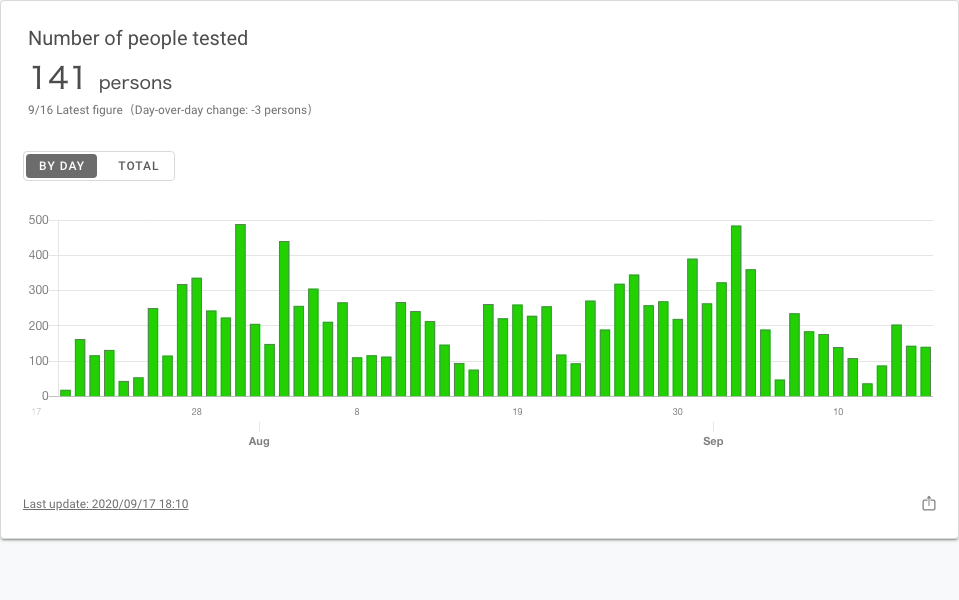 Number of people tested
141 persons
9/16 Latest figure（Day-over-day change: -3 persons）
BY DAY TOTAL
500
400
300
200
100
0
17 28 8 19 30 10
Aug Sep
Last update: 2020/09/17 18:10